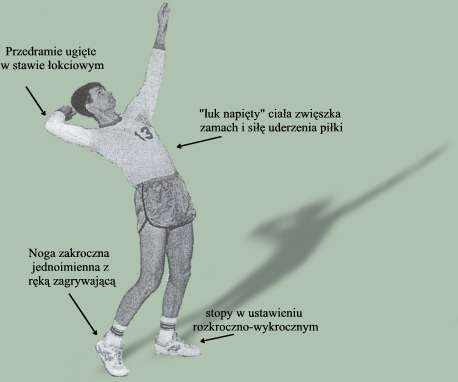 Przedramie ugięte
w stawie łokciowym
"łuk napięty" ciała zwięszka
zamach i siłę uderzenia piłki
13
Noga zakroczna
jednoimienna z
ręką zagrywającą
stopy w ustawieniu
rozkroczno-wykrocznym